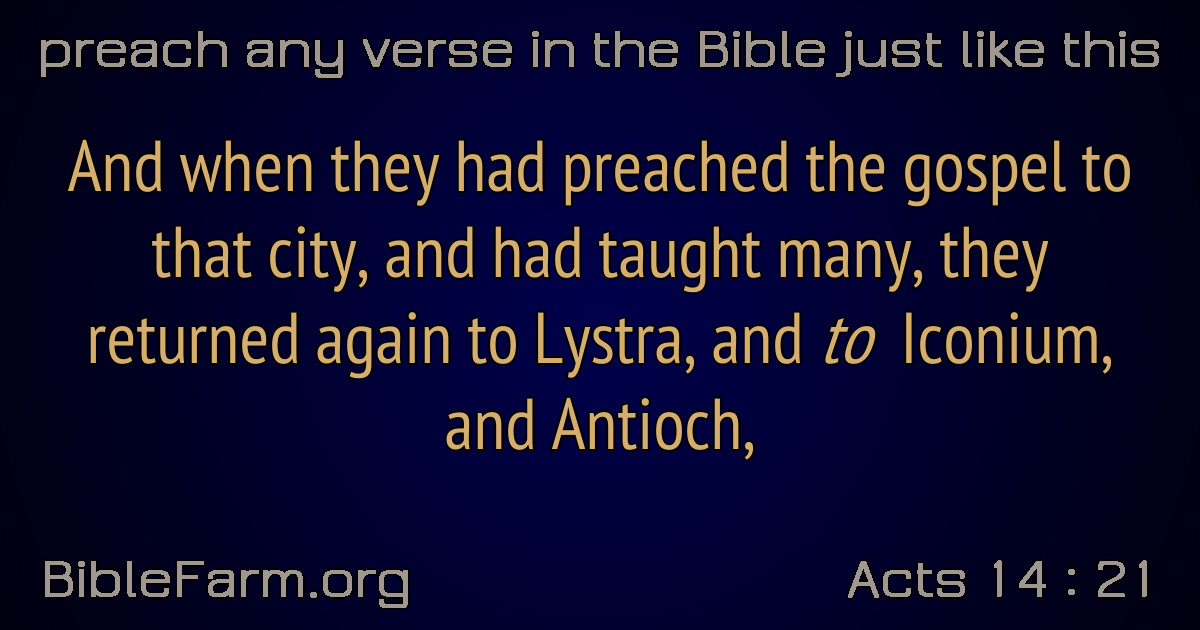 preach any verse in the Bible just like this
And when they had preached the gospel to
that city, and had taught many, they
returned again to Lystra, and to Iconium,
and Antioch,
BibleFarm.org
Acts 14 : 21